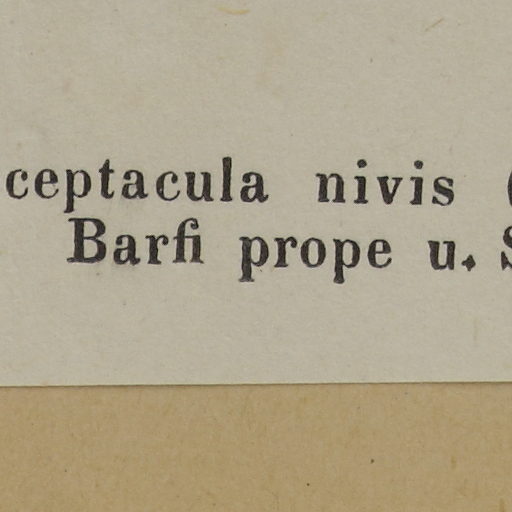 ceptacula nivis (
Barfi prope u. S